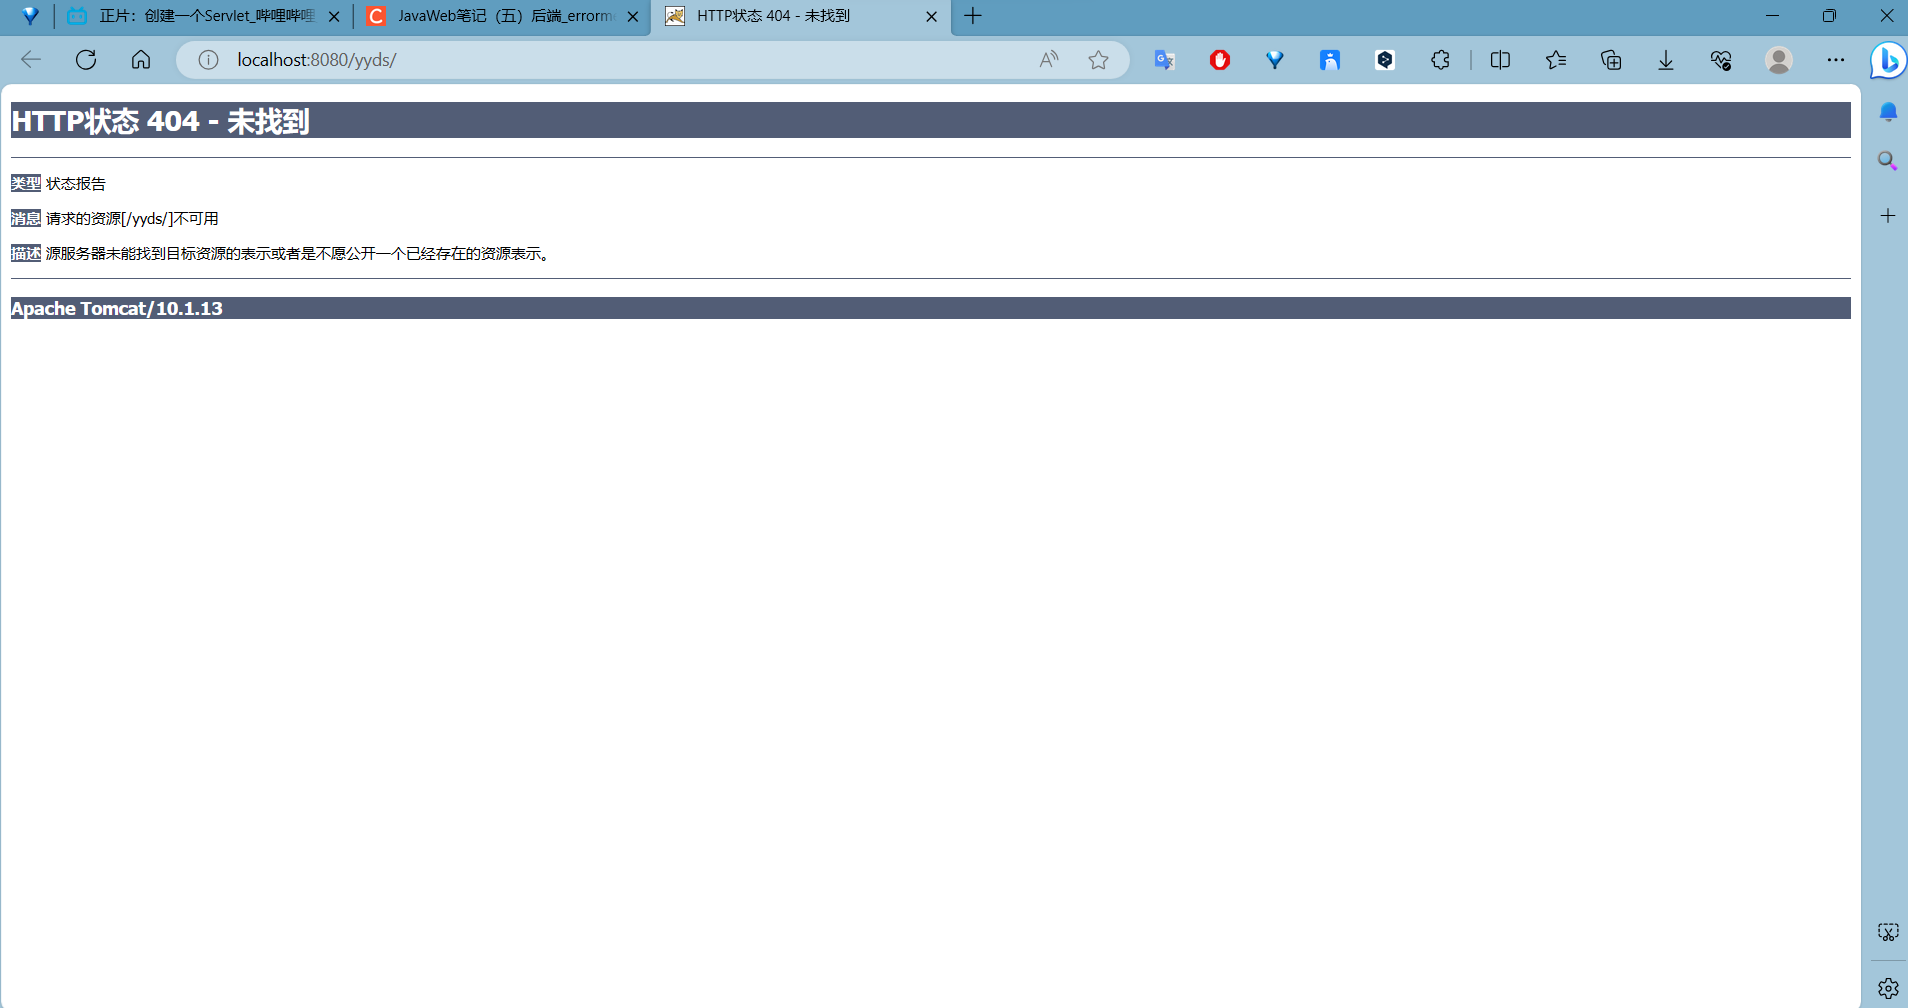 正片：创建一个Servlet_哔哩哔哩
JavaWeb笔记（五）后端_errorm
HTTP状态 404 - 未找到
localhost:8080/yyds/
HTTP状态 404 - 未找到
类型 状态报告
消息 请求的资源[/yyds/]不可用
描述 源服务器未能找到目标资源的表示或者是不愿公开一个已经存在的资源表示。
Apache Tomcat/10.1.13